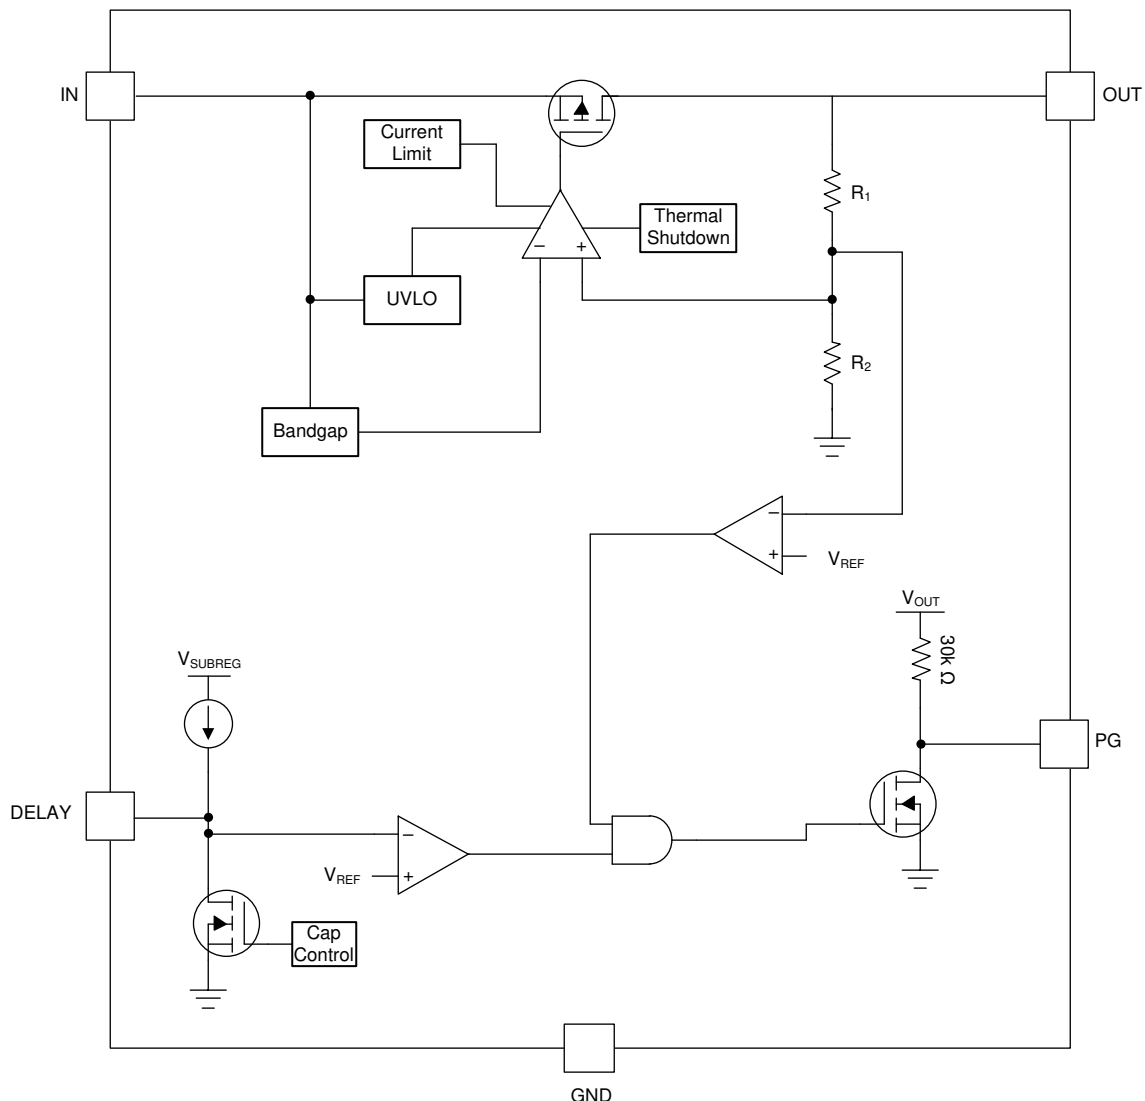 IN
OUT
Current
Limit
R1
Thermal
Shutdown
−
+
UVLO
R2
Bandgap
−
+
VREF
VOUT
30k Ω
VSUBREG
PG
DELAY
−
VREF
+
Cap
Control
GND